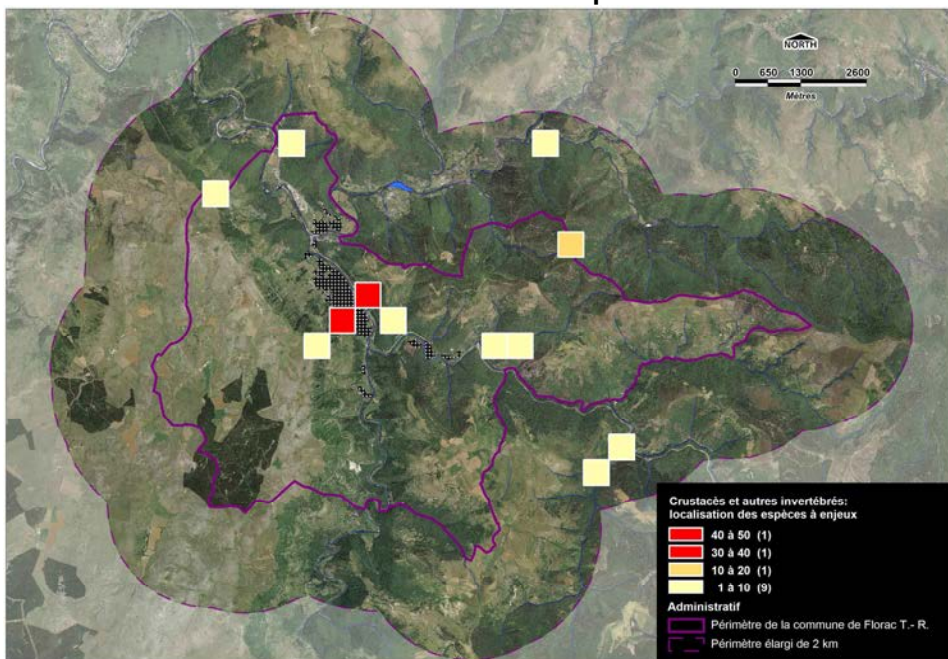 NORTH
0 650 1300 2600
Mètres
Crustacès et autres invertébrés:
localisation des espèces à enjeux
40 à 50 (1)
30 à 40 (1)
10 à 20 (1)
1 à 10 (9)
Administratif
Périmètre de la commune de Florac T.- R.
Périmètre élargi de 2 km